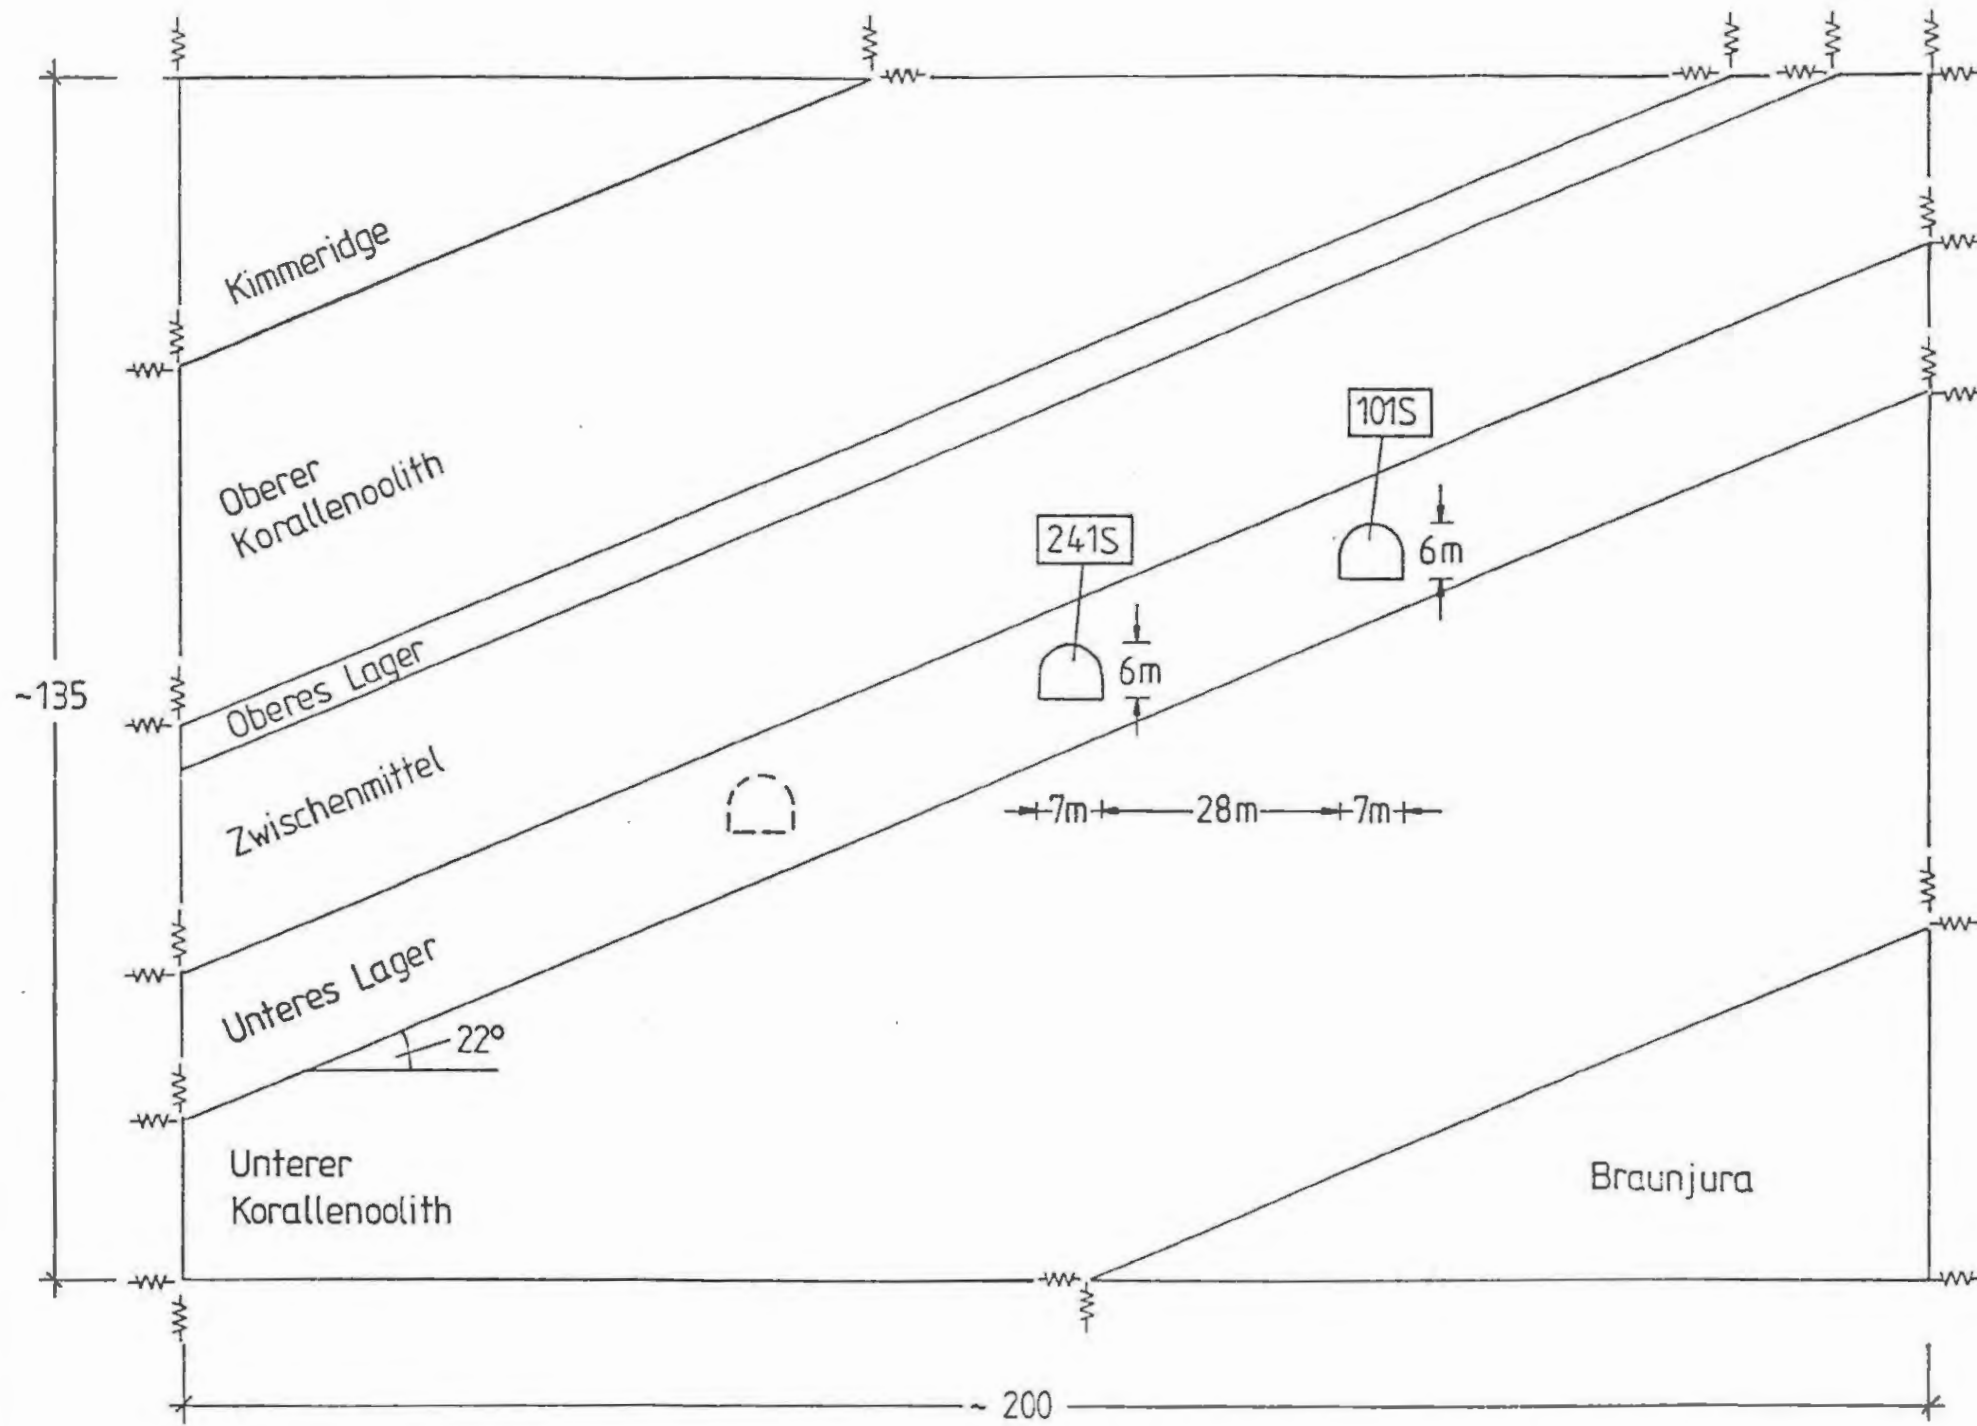 Kimmeridge
Oberer
Korallenoolith
101S
6m
241S
6m
Oberes Lager
~135
Zwischenmittel
7m
28m
7m
Unteres Lager
22°
Unterer
Korallenoolith
Braunjura
~ 200